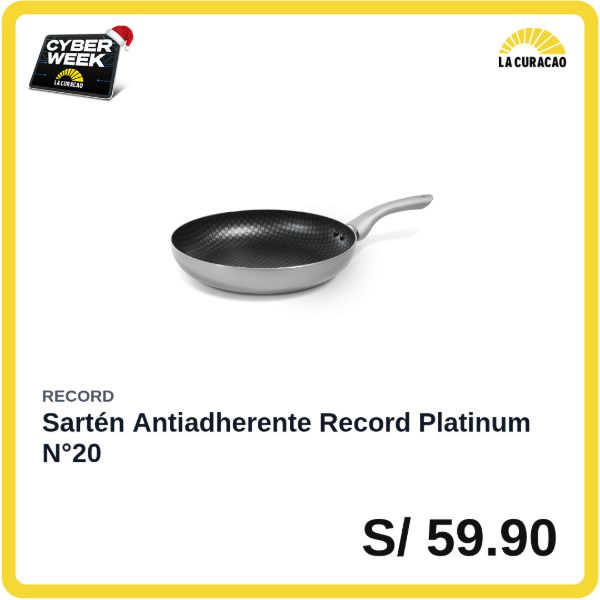 CYBER
WEEK
LA CURACAO
LA CURACAO
RECORD
Sartén Antiadherente Record Platinum
N°20
S/ 59.90